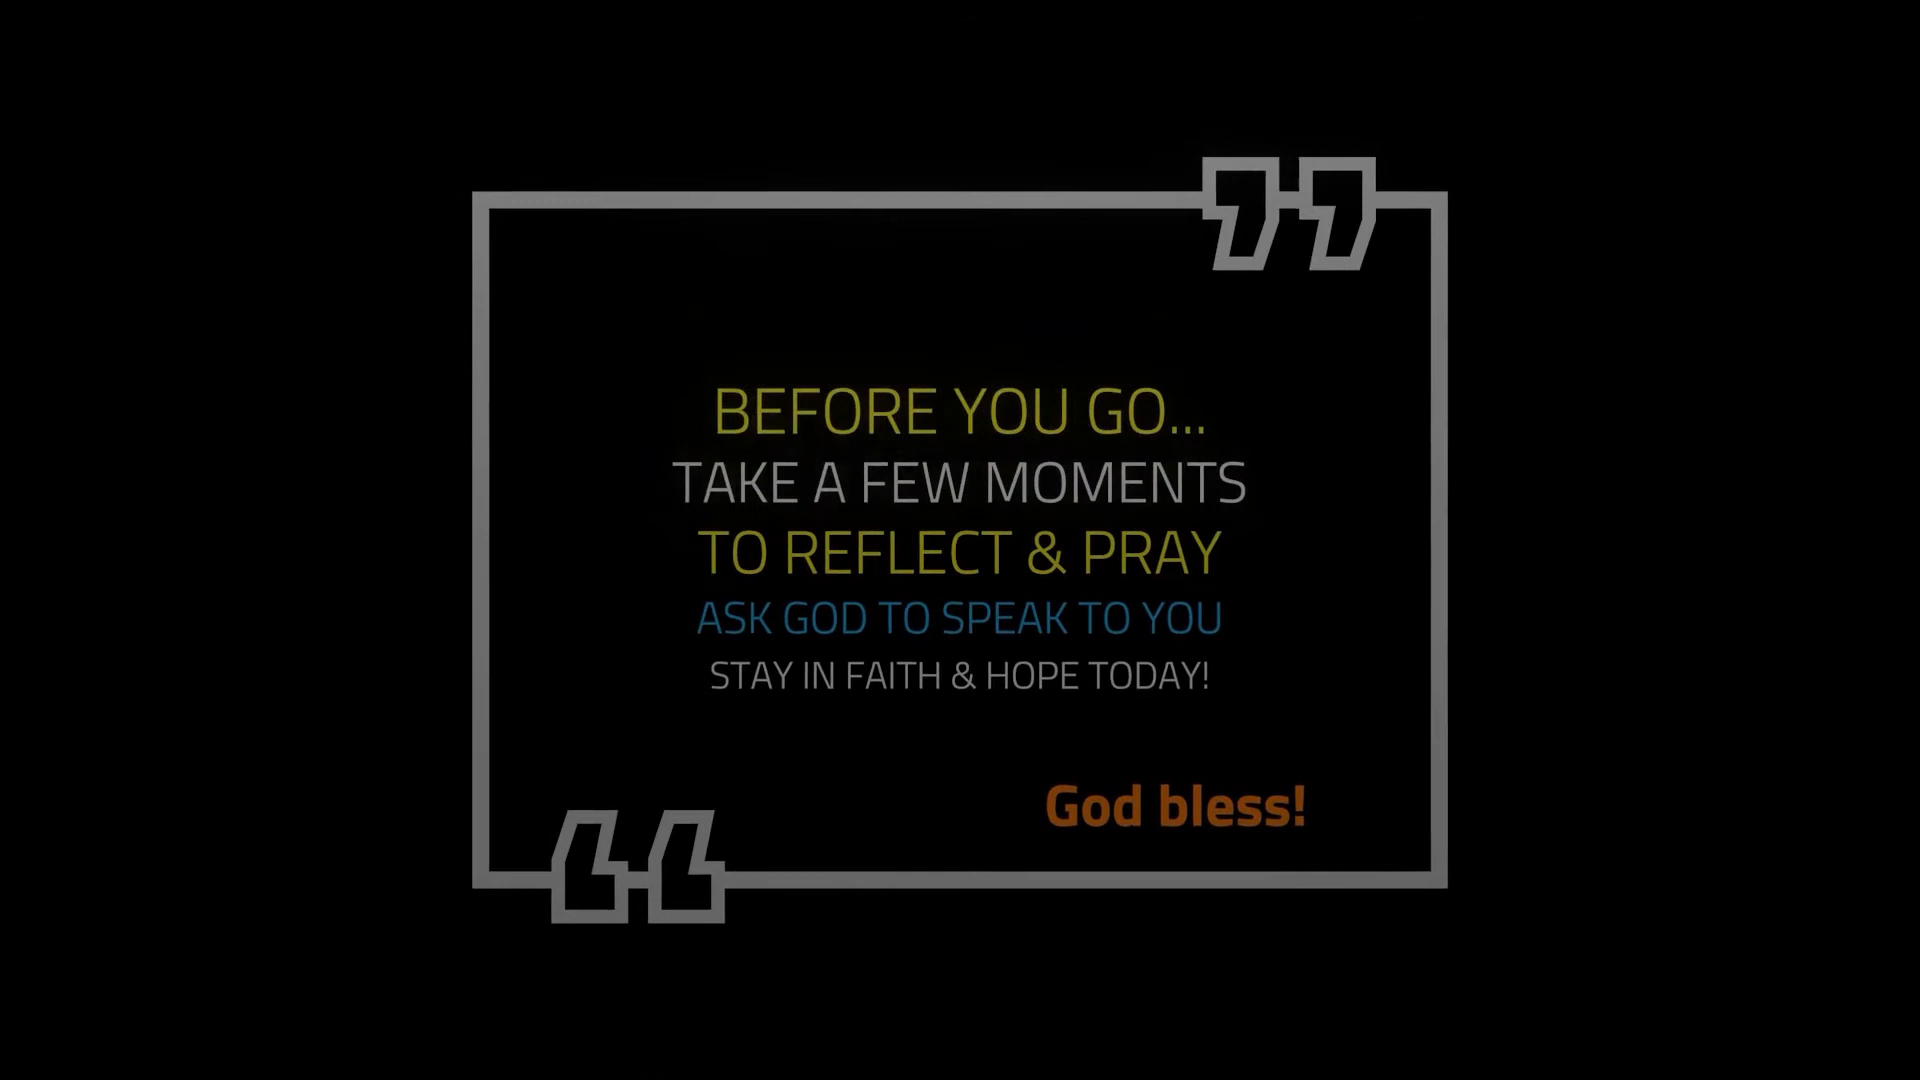 BEFORE YOU GO...
TAKE A FEW MOMENTS
TO REFLECT & PRAY
ASK GOD TO SPEAK TO YOU
STAY IN FAITH & HOPE TODAY!
God bless!